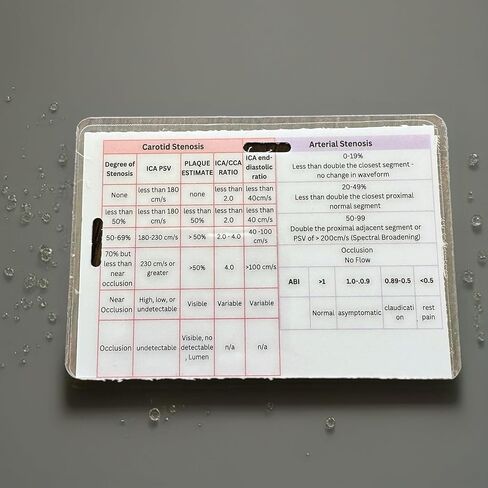 Carotid Stenosis
Degree of Stenosis | ICA PSV | PLAQUE ESTIMATE | ICA/CCA RATIO | ICA end-diastolic ratio
None | less than 180 cm/s | none | less than 2.0 | less than 40cm/s
less than 50% | less than 180 cm/s | less than 50% | less than 2.0 | less than 40 cm/s
50-69% | 180-230 cm/s | > 50% | 2.0- 4.0 | 40 -100 cm/s
70% but less than near occlusion | 230 cm/s or greater | >50% | 4.0 | >100 cm/s
Near Occlusion | High, low, or undetectable | Visible | Variable | Variable
Occlusion | undetectable | Visible, no detectable , Lumen | n/a | n/a
Arterial Stenosis
0-19%
Less than double the closest segment -
no change in waveform
20-49%
Less than double the closest proximal
normal segment
50-99
Double the proximal adjacent segment or
PSV of > 200cm/s (Spectral Broadening)
Occlusion
No Flow
ABI | >1 | 1.0-.0.9 | 0.89-0.5 | <0.5
Normal | asymptomatic | claudicati on | rest pain